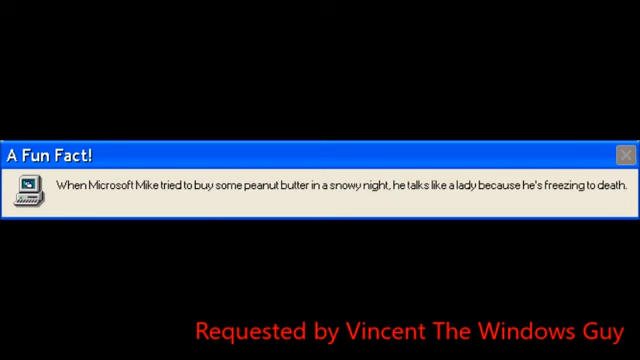 A Fun Fact!
When Microsoft Mike tried to buy some peanut butter in a snowy night, he talks like a lady because he's freezing to death.
Requested by Vincent The Windows Guy